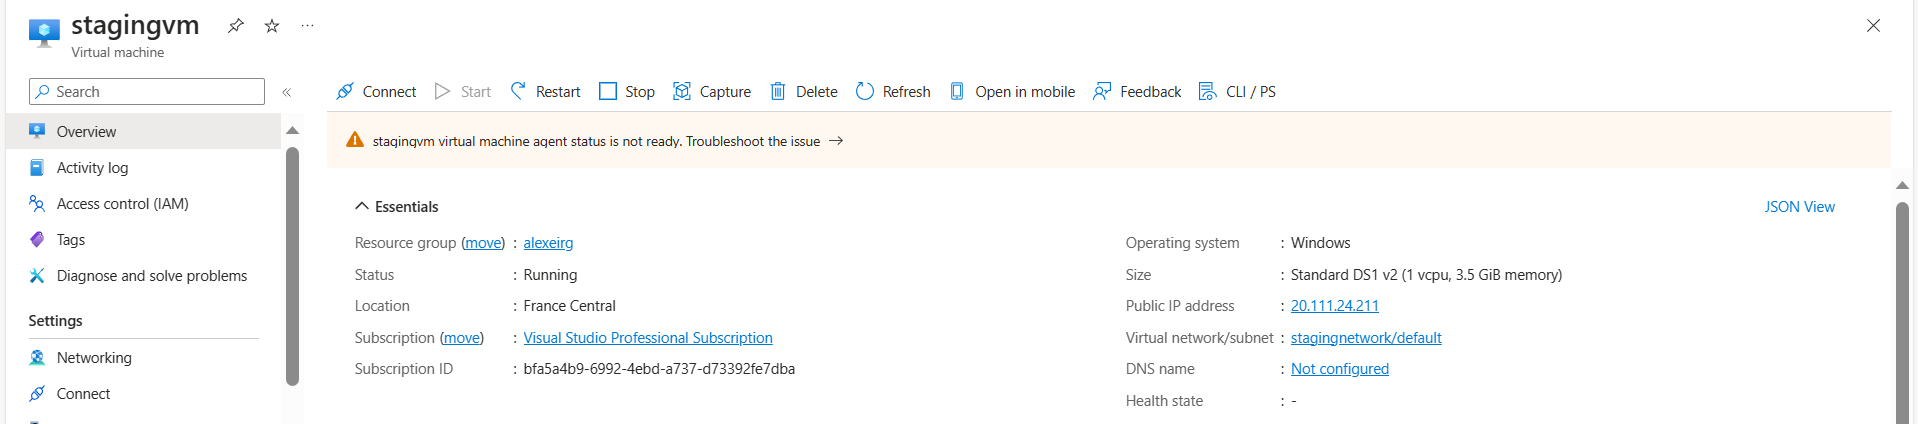 stagingvm
Virtual machine
Search
«
Connect Start Restart Stop Capture Delete Refresh Open in mobile Feedback CLI / PS
Overview
stagingvm virtual machine agent status is not ready. Troubleshoot the issue →
Activity log
Access control (IAM)
Tags
Diagnose and solve problems
Settings
Networking
Connect
Essentials
JSON View
Resource group (move) : alexeirg
Status : Running
Location : France Central
Subscription (move) : Visual Studio Professional Subscription
Subscription ID : bfa5a4b9-6992-4ebd-a737-d73392fe7dba
Operating system : Windows
Size : Standard DS1 v2 (1 vcpu, 3.5 GiB memory)
Public IP address : 20.111.24.211
Virtual network/subnet : stagingnetwork/default
DNS name : Not configured
Health state : -